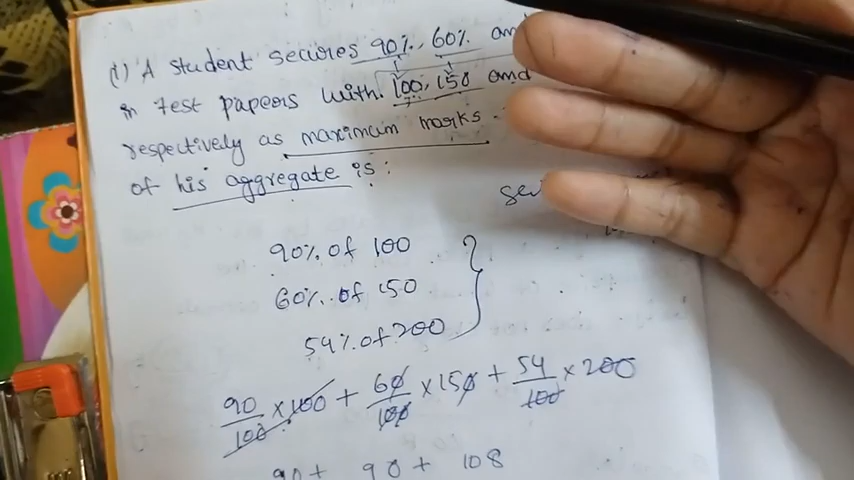 (1) A student secures 90%, 60% and
in test papers with 100, 150 and
respectively as maximum marks.
of his aggregate is:
90% of 100
60% of 150
54% of 200
90/100 × 100 + 60/100 × 150 + 54/100 × 200
90 + 90 + 108